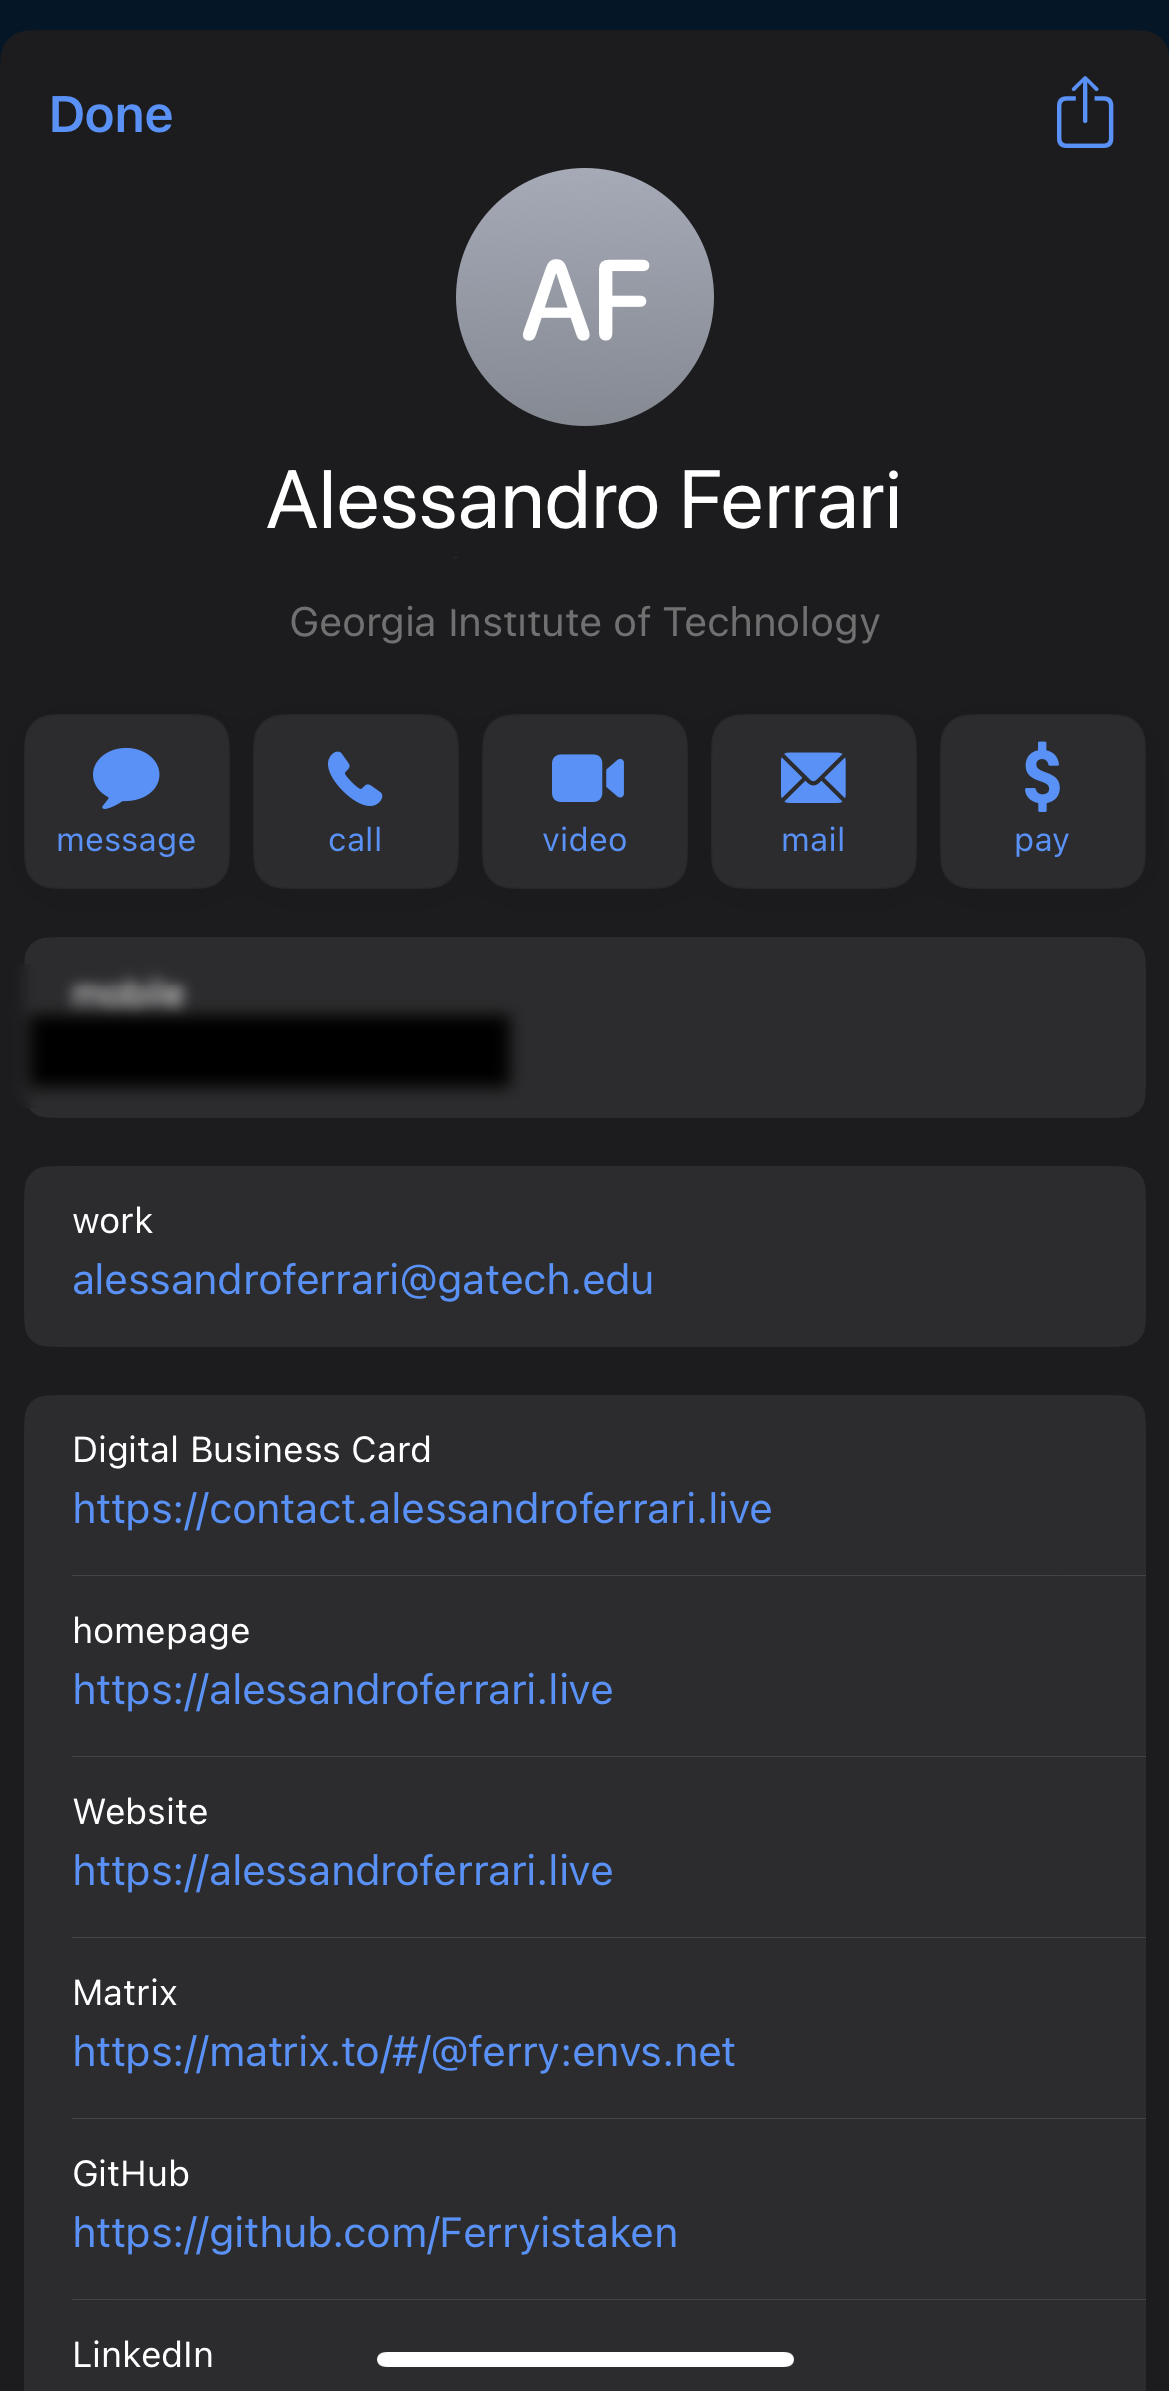 Done
AF
Alessandro Ferrari
Georgia Institute of Technology
message call video mail pay
mobile
work
alessandroferrari@gatech.edu
Digital Business Card
https://contact.alessandroferrari.live
homepage
https://alessandroferrari.live
Website
https://alessandroferrari.live
Matrix
https://matrix.to/#/@ferry:envs.net
GitHub
https://github.com/Ferryistaken
LinkedIn